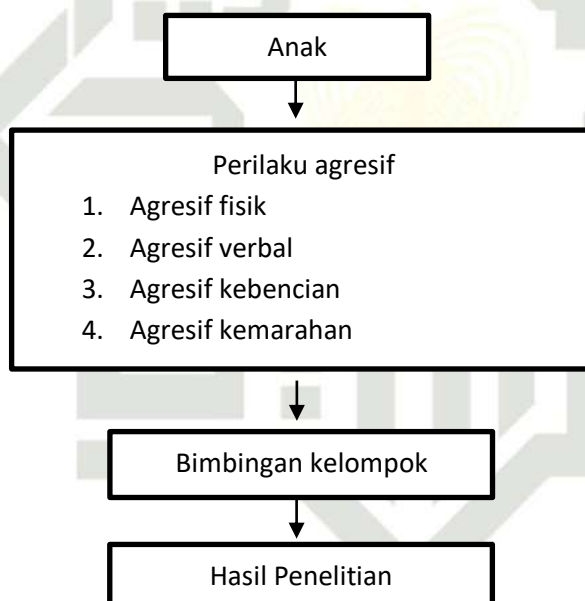 Anak
Perilaku agresif
1. Agresif fisik
2. Agresif verbal
3. Agresif kebencian
4. Agresif kemarahan
Bimbingan kelompok
Hasil Penelitian